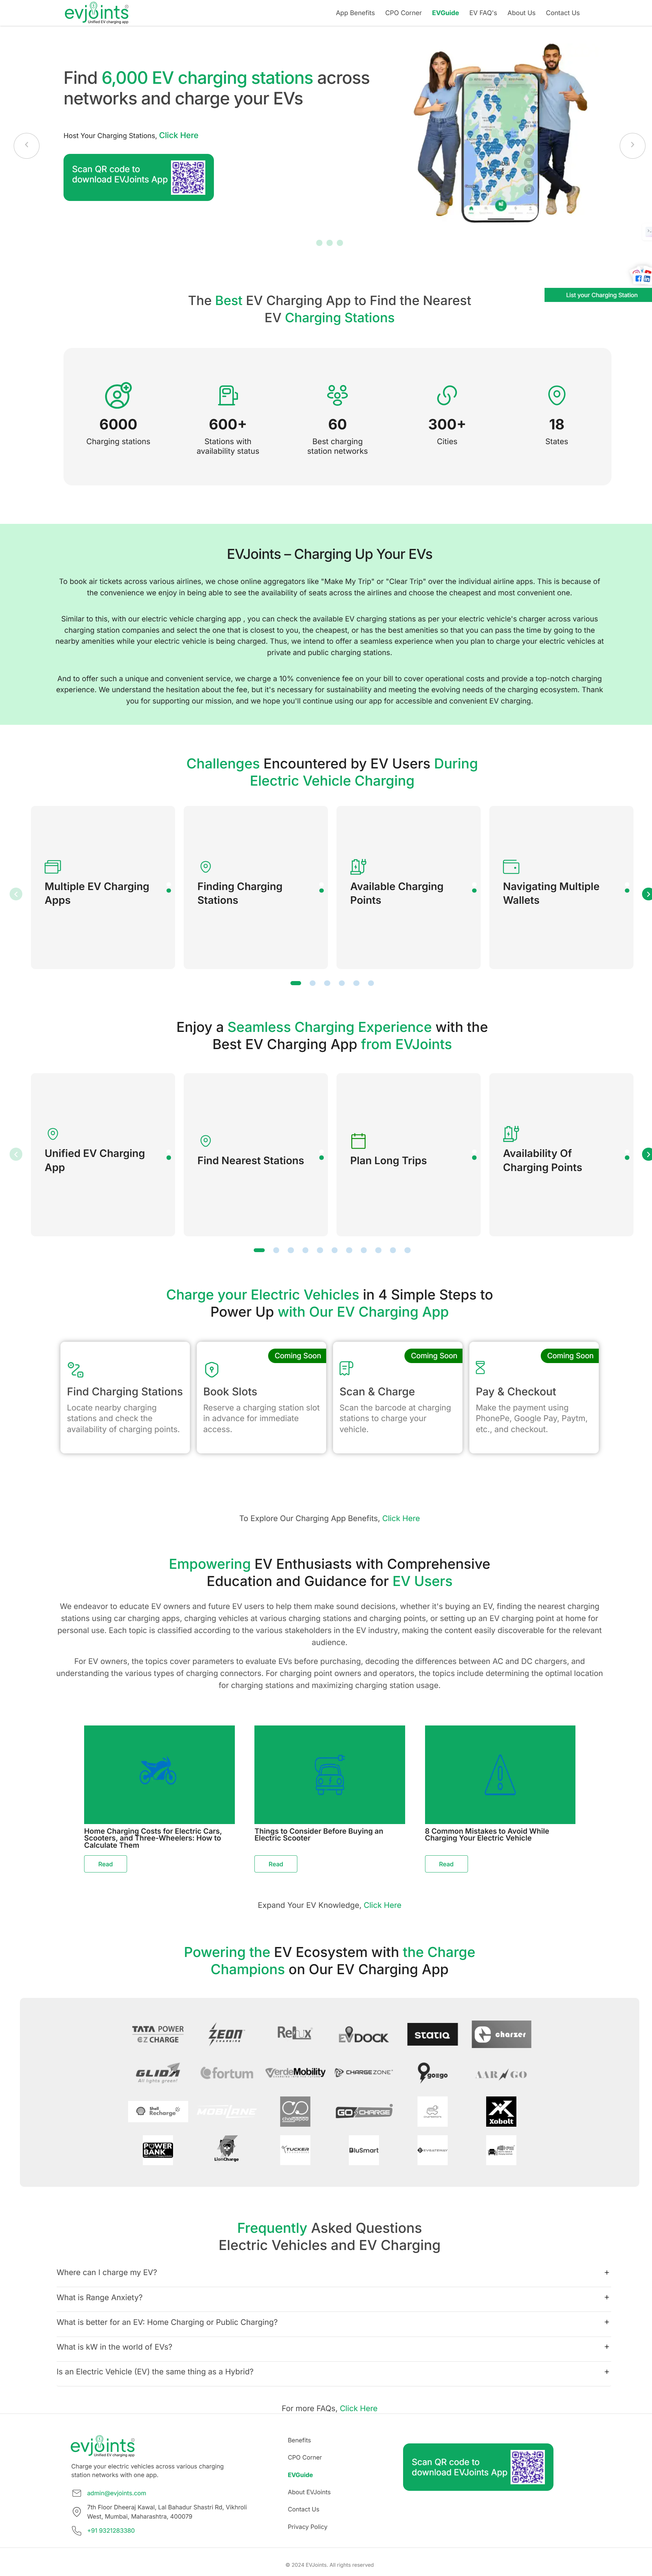 evjoints
Unified EV charging app
App Benefits
CPO Corner
EVGuide
EV FAQ's
About Us
Contact Us
Find 6,000 EV charging stations across
networks and charge your EVs
Host Your Charging Stations, Click Here
Scan QR code to
download EVJoints App
List your Charging Station
The Best EV Charging App to Find the Nearest
EV Charging Stations
6000
Charging stations
600+
Stations with
availability status
60
Best charging
station networks
300+
Cities
18
States
EVJoints – Charging Up Your EVs
To book air tickets across various airlines, we chose online aggregators like "Make My Trip" or "Clear Trip" over the individual airline apps. This is because of
the convenience we enjoy in being able to see the availability of seats across the airlines and choose the cheapest and most convenient one.
Similar to this, with our electric vehicle charging app , you can check the available EV charging stations as per your electric vehicle's charger across various
charging station companies and select the one that is closest to you, the cheapest, or has the best amenities so that you can pass the time by going to the
nearby amenities while your electric vehicle is being charged. Thus, we intend to offer a seamless experience when you plan to charge your electric vehicles at
private and public charging stations.
And to offer such a unique and convenient service, we charge a 10% convenience fee on your bill to cover operational costs and provide a top-notch charging
experience. We understand the hesitation about the fee, but it's necessary for sustainability and meeting the evolving needs of the charging ecosystem. Thank
you for supporting our mission, and we hope you'll continue using our app for accessible and convenient EV charging.
Challenges Encountered by EV Users During
Electric Vehicle Charging
Multiple EV Charging
Apps
Finding Charging
Stations
Available Charging
Points
Navigating Multiple
Wallets
Enjoy a Seamless Charging Experience with the
Best EV Charging App from EVJoints
Unified EV Charging
App
Find Nearest Stations
Plan Long Trips
Availability Of
Charging Points
Charge your Electric Vehicles in 4 Simple Steps to
Power Up with Our EV Charging App
Find Charging Stations
Locate nearby charging
stations and check the
availability of charging points.
Coming Soon
Book Slots
Reserve a charging station slot
in advance for immediate
access.
Coming Soon
Scan & Charge
Scan the barcode at charging
stations to charge your
vehicle.
Coming Soon
Pay & Checkout
Make the payment using
PhonePe, Google Pay, Paytm,
etc., and checkout.
To Explore Our Charging App Benefits, Click Here
Empowering EV Enthusiasts with Comprehensive
Education and Guidance for EV Users
We endeavor to educate EV owners and future EV users to help them make sound decisions, whether it's buying an EV, finding the nearest charging
stations using car charging apps, charging vehicles at various charging stations and charging points, or setting up an EV charging point at home for
personal use. Each topic is classified according to the various stakeholders in the EV industry, making the content easily discoverable for the relevant
audience.
For EV owners, the topics cover parameters to evaluate EVs before purchasing, decoding the differences between AC and DC chargers, and
understanding the various types of charging connectors. For charging point owners and operators, the topics include determining the optimal location
for charging stations and maximizing charging station usage.
Home Charging Costs for Electric Cars,
Scooters, and Three-Wheelers: How to
Calculate Them
Read
Things to Consider Before Buying an
Electric Scooter
Read
8 Common Mistakes to Avoid While
Charging Your Electric Vehicle
Read
Expand Your EV Knowledge, Click Here
Powering the EV Ecosystem with the Charge
Champions on Our EV Charging App
TATA POWER
EZ CHARGE
ZEON
CHARGING
Relux
EVDOCK
STATIQ
charzer
GLIDA
All lights green!
fortum
VerdeMobility
CHARGEZONE
goego
AARGO
Shell
Recharge
MOBILANE
GO CHARGE
Xobolt
POWER
BANK
LionCharge
TUCKER
BluSmart
Frequently Asked Questions
Electric Vehicles and EV Charging
Where can I charge my EV?
+
What is Range Anxiety?
+
What is better for an EV: Home Charging or Public Charging?
+
What is kW in the world of EVs?
+
Is an Electric Vehicle (EV) the same thing as a Hybrid?
+
For more FAQs, Click Here
evjoints
Unified EV charging app
Charge your electric vehicles across various charging
station networks with one app.
admin@evjoints.com
7th Floor Dheeraj Kawal, Lal Bahadur Shastri Rd, Vikhroli
West, Mumbai, Maharashtra, 400079
+91 9321283380
Benefits
CPO Corner
EVGuide
About EVJoints
Contact Us
Privacy Policy
Scan QR code to
download EVJoints App
© 2024 EVJoints. All rights reserved